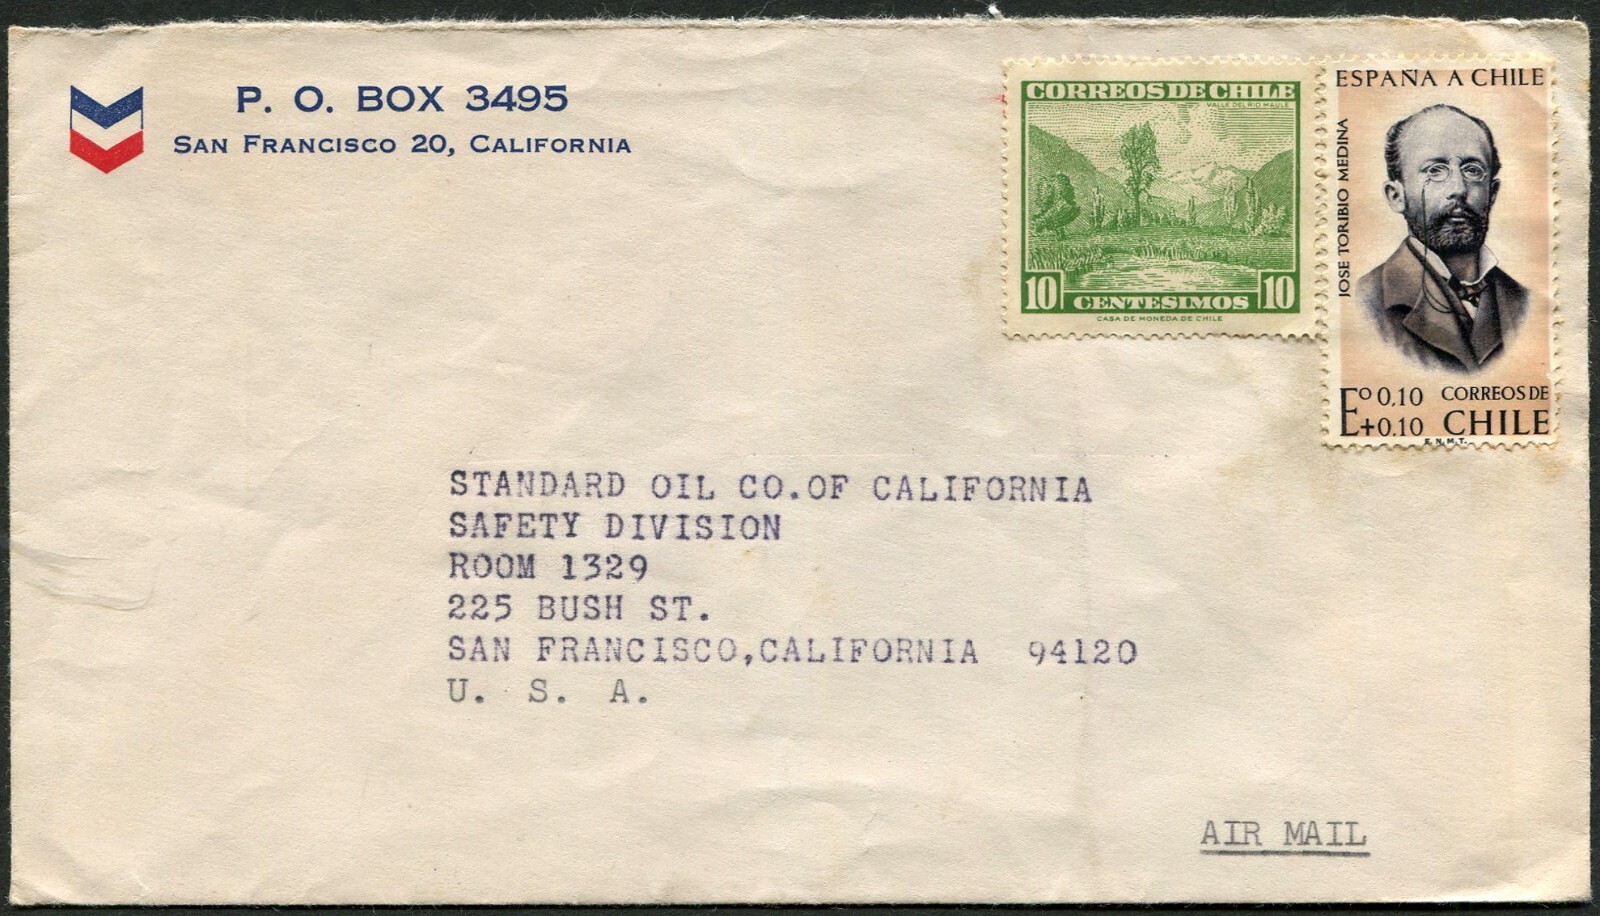 P. O. BOX 3495
SAN FRANCISCO 20, CALIFORNIA
CORREOS DE CHILE
VALLE DEL RIO MAULE
10 CENTESIMOS 10
CASA DE MONEDA DE CHILE
ESPAÑA A CHILE
JOSE TORIBIO MEDINA
Eº 0,10 CORREOS DE
+0,10 CHILE
F.N.M.T.
STANDARD OIL CO.OF CALIFORNIA
SAFETY DIVISION
ROOM 1329
225 BUSH ST.
SAN FRANCISCO,CALIFORNIA 94120
U. S. A.
AIR MAIL